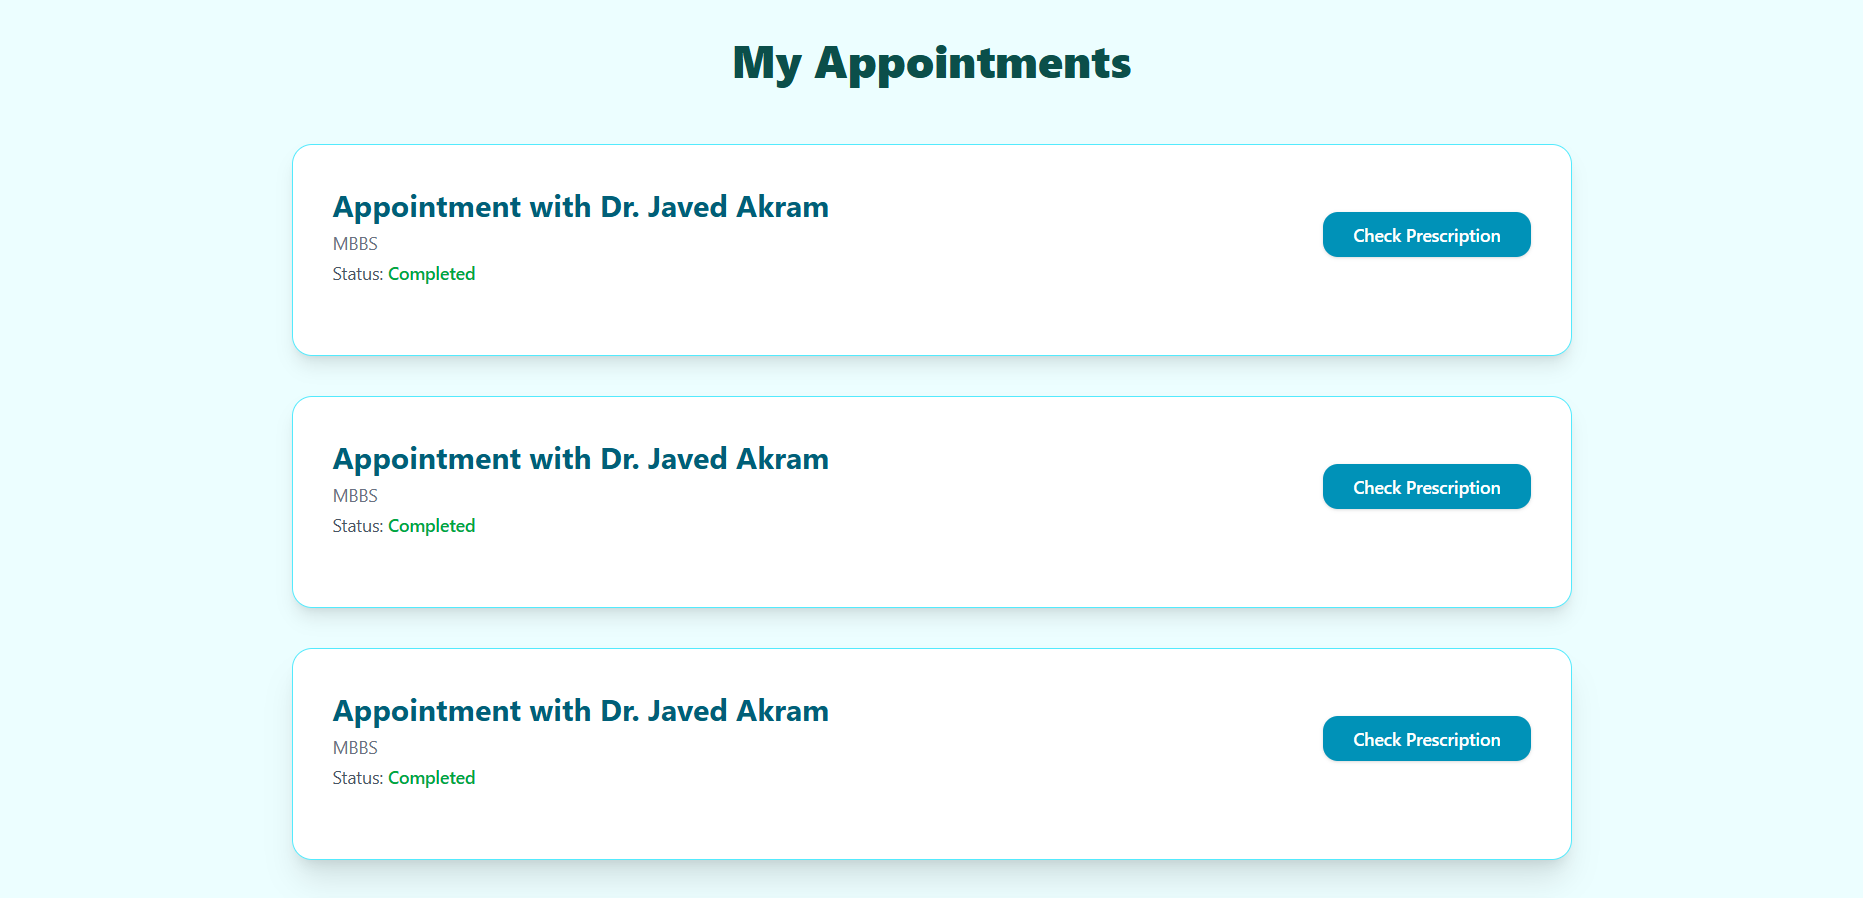 My Appointments
Appointment with Dr. Javed Akram
MBBS
Status: Completed
Check Prescription
Appointment with Dr. Javed Akram
MBBS
Status: Completed
Check Prescription
Appointment with Dr. Javed Akram
MBBS
Status: Completed
Check Prescription